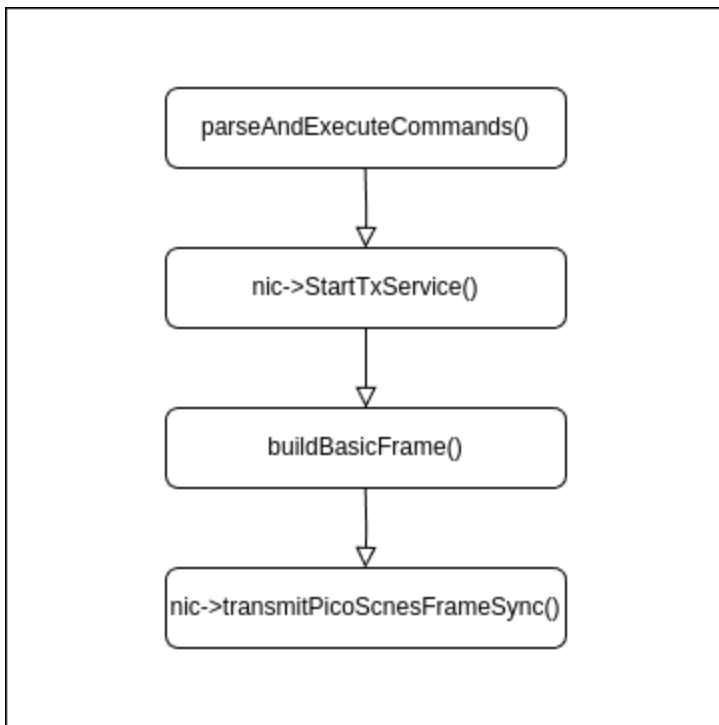 parseAndExecuteCommands()
nic->StartTxService()
buildBasicFrame()
nic->transmitPicoScnesFrameSync()